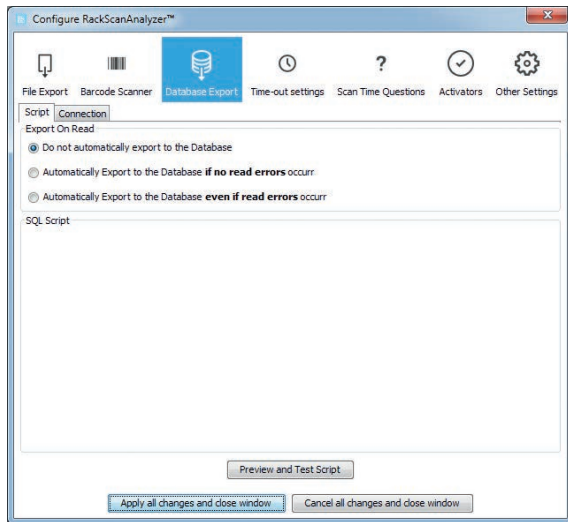 Configure RackScanAnalyzer™
File Export Barcode Scanner Database Export Time-out settings Scan Time Questions Activators Other Settings
Script Connection
Export On Read
Do not automatically export to the Database
Automatically Export to the Database if no read errors occurr
Automatically Export to the Database even if read errors occurr
SQL Script
Preview and Test Script
Apply all changes and close window Cancel all changes and close window